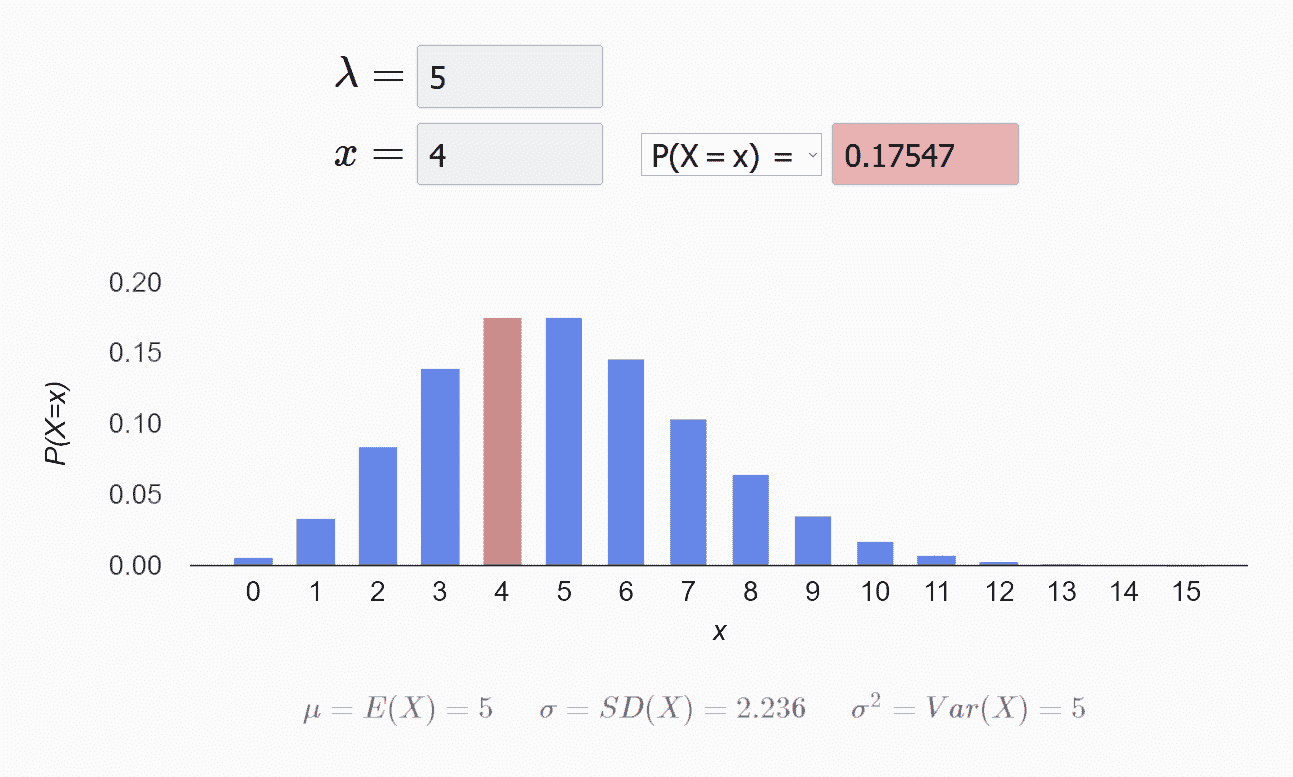 λ = 5
x = 4 P(X = x) = 0.17547
0.20
0.15
0.10
0.05
0.00
P(X=x)
0 1 2 3 4 5 6 7 8 9 10 11 12 13 14 15
x
μ = E(X) = 5 σ = SD(X) = 2.236 σ² = Var(X) = 5